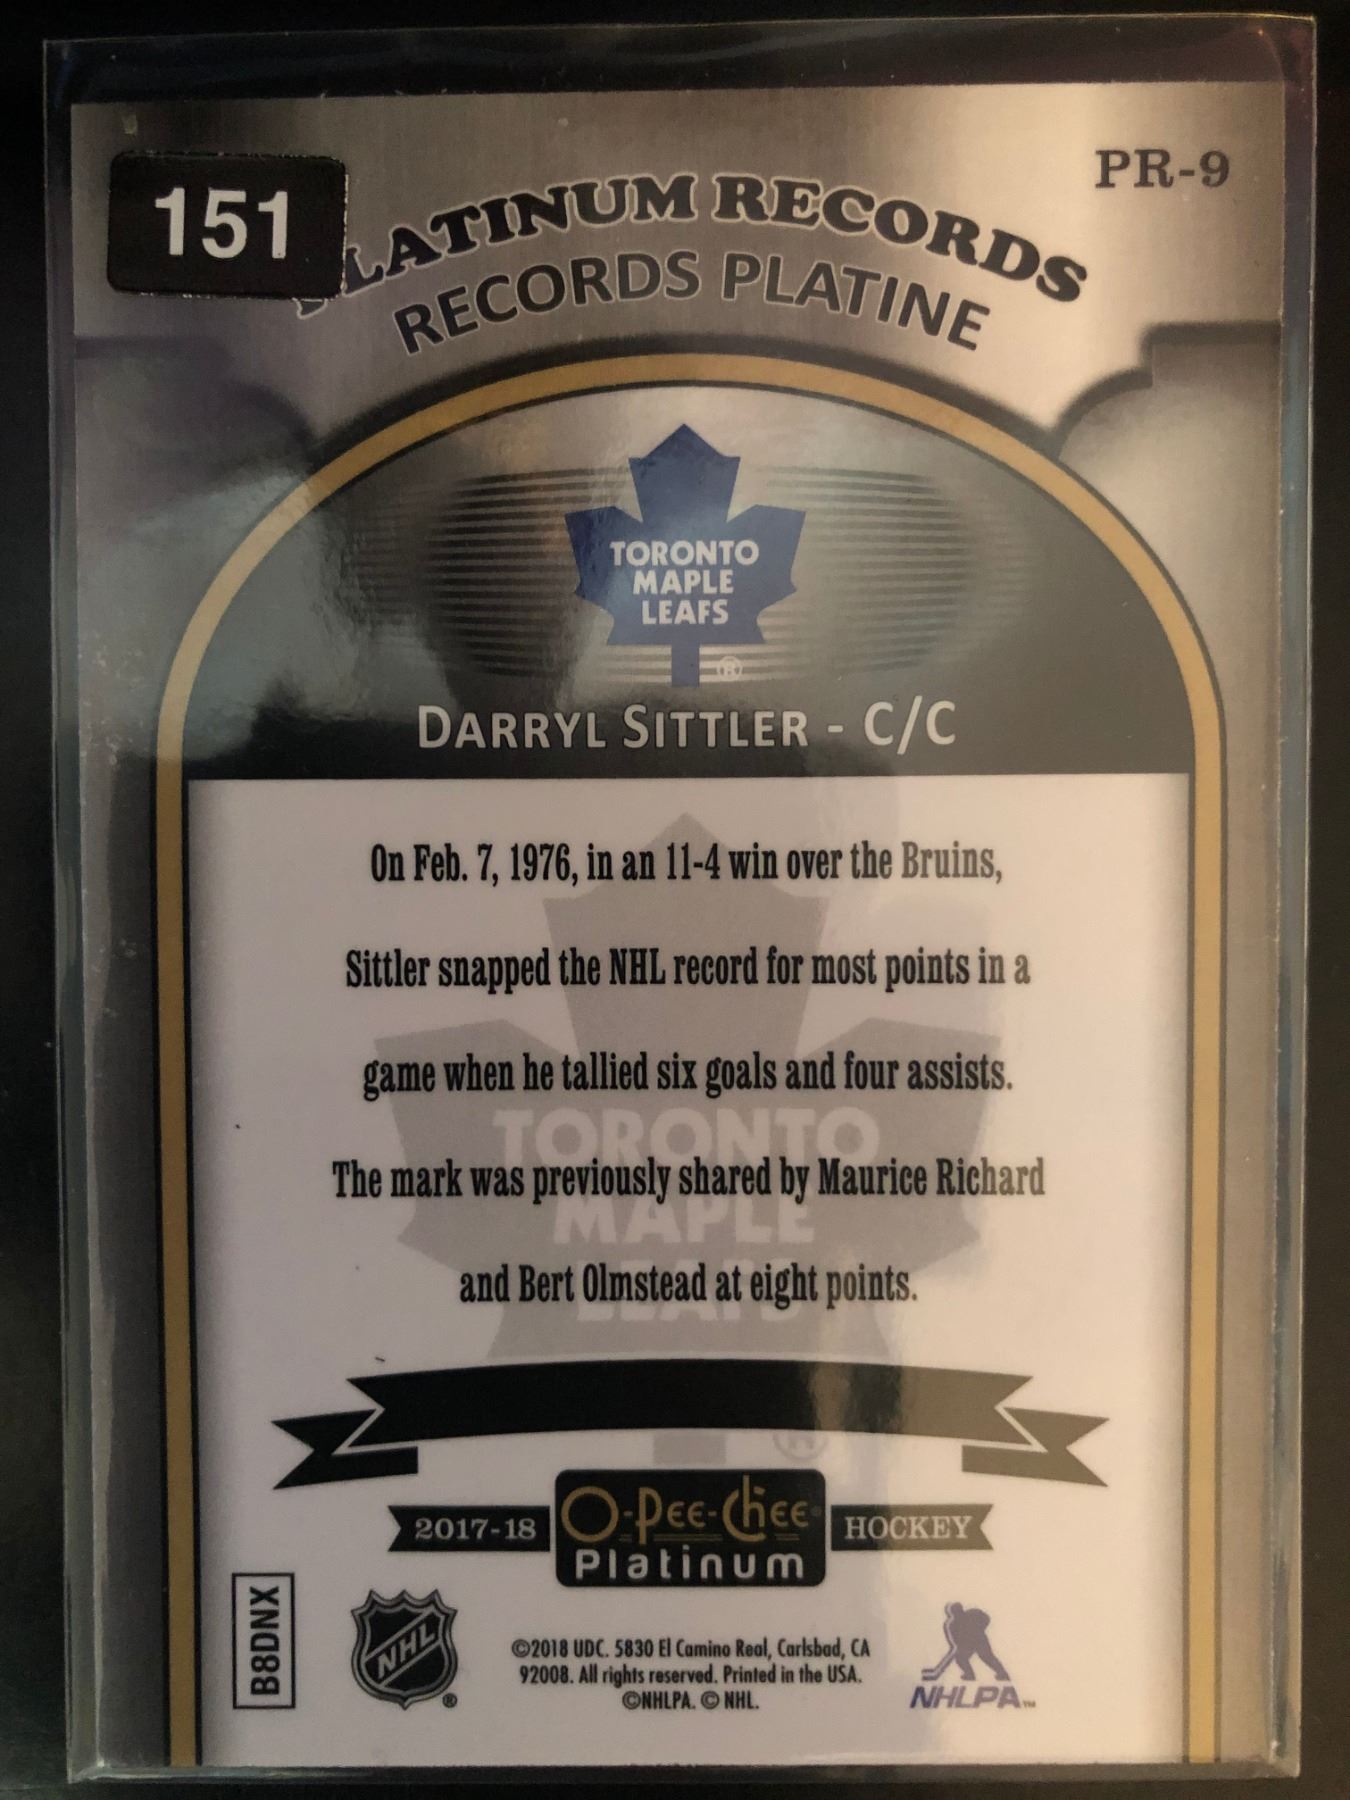 151
PR-9
PLATINUM RECORDS
RECORDS PLATINE
TORONTO
MAPLE
LEAFS
®
DARRYL SITTLER - C/C
On Feb. 7, 1976, in an 11-4 win over the Bruins,
Sittler snapped the NHL record for most points in a
game when he tallied six goals and four assists.
The mark was previously shared by Maurice Richard
and Bert Olmstead at eight points.
TORONTO
MAPLE
LEAFS
®
2017-18 O-Pee-Chee® HOCKEY
Platinum
B8DNX
NHL ®
©2018 UDC. 5830 El Camino Real, Carlsbad, CA
92008. All rights reserved. Printed in the USA.
©NHLPA. © NHL.
NHLPA™